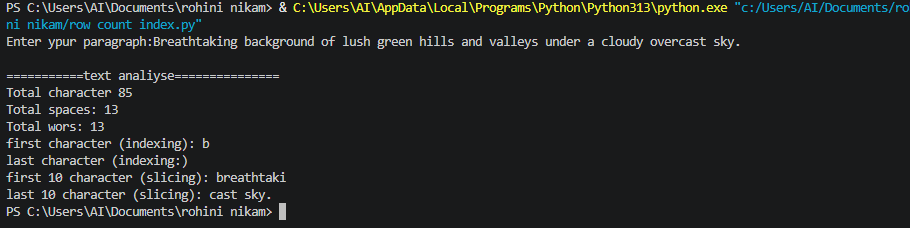 PS C:\Users\AI\Documents\rohini nikam> & C:\Users\AI\AppData\Local\Programs\Python\Python313\python.exe "c:/Users/AI/Documents/ro
ni nikam/row count index.py"
Enter ypur paragraph:Breathtaking background of lush green hills and valleys under a cloudy overcast sky.
===========text analiyse===============
Total character 85
Total spaces: 13
Total wors: 13
first character (indexing): b
last character (indexing:)
first 10 character (slicing): breathtaki
last 10 character (slicing): cast sky.
PS C:\Users\AI\Documents\rohini nikam>